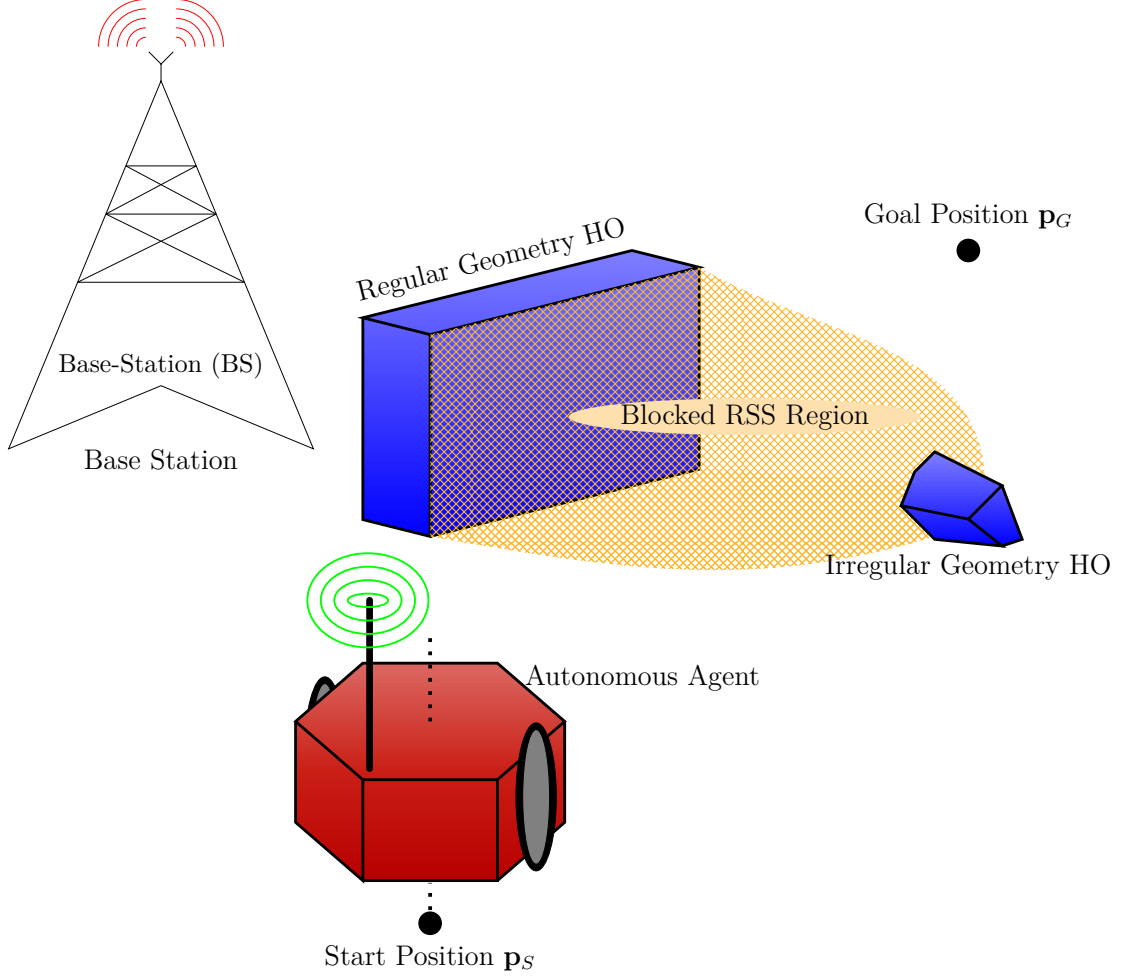 Goal Position p_G
Regular Geometry HO
Base-Station (BS)
Blocked RSS Region
Base Station
Irregular Geometry HO
Autonomous Agent
Start Position p_S